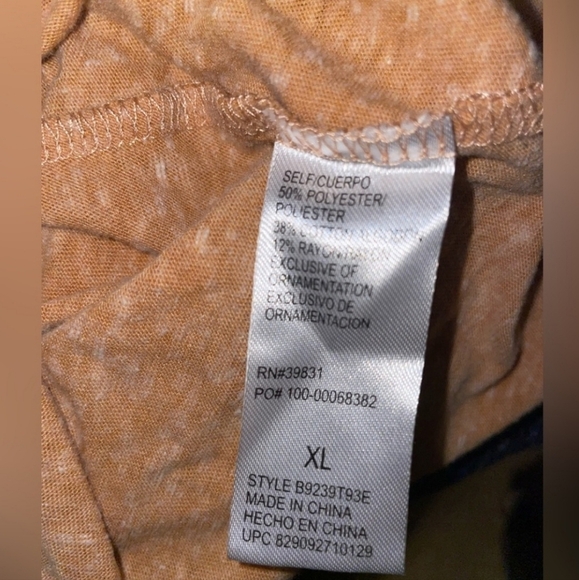 SELF/CUERPO
50% POLYESTER/
POLIESTER
38% COTTON
12% RAYON
EXCLUSIVE OF
ORNAMENTATION
EXCLUSIVO DE
ORNAMENTACION
RN#39831
PO# 100-00068382
XL
STYLE B9239T93E
MADE IN CHINA
HECHO EN CHINA
UPC 829092710129